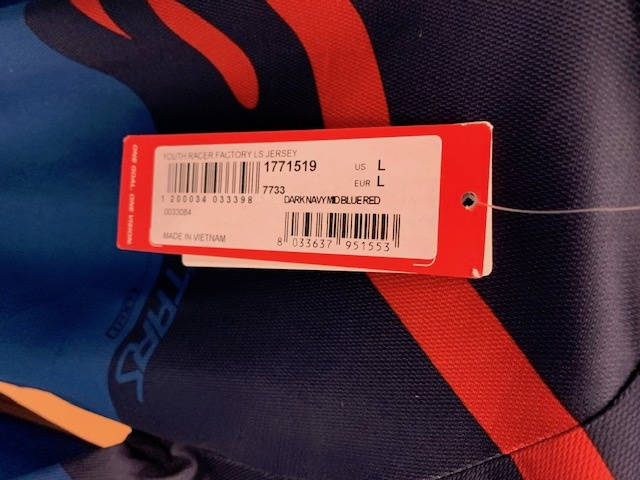 YOUTH RACER FACTORY LS JERSEY
1771519
US L
EUR L
7733
DARK NAVY MID BLUE RED
1 200034 033398
0033084
MADE IN VIETNAM
8 033637 951553
ONE GOAL. ONE VISION.
TARS